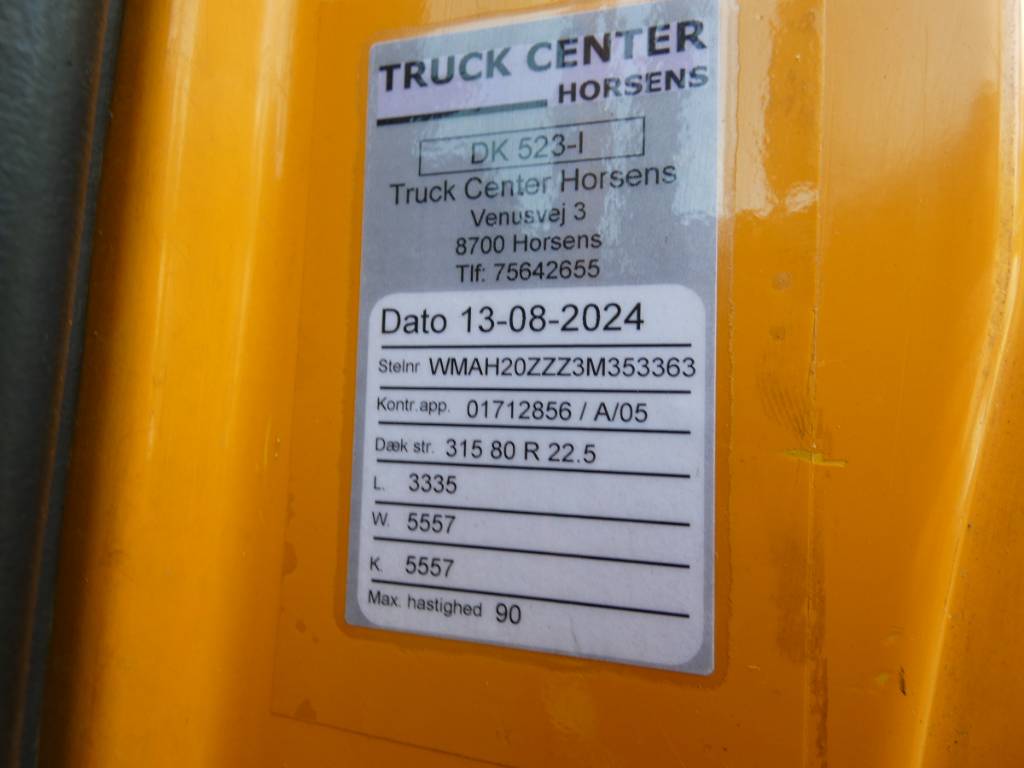 TRUCK CENTER
HORSENS
DK 523-I
Truck Center Horsens
Venusvej 3
8700 Horsens
Tlf: 75642655
Dato 13-08-2024
Stelnr WMAH20ZZZ3M353363
Kontr.app. 01712856 / A/05
Dæk str. 315 80 R 22.5
L. 3335
W. 5557
K. 5557
Max. hastighed 90